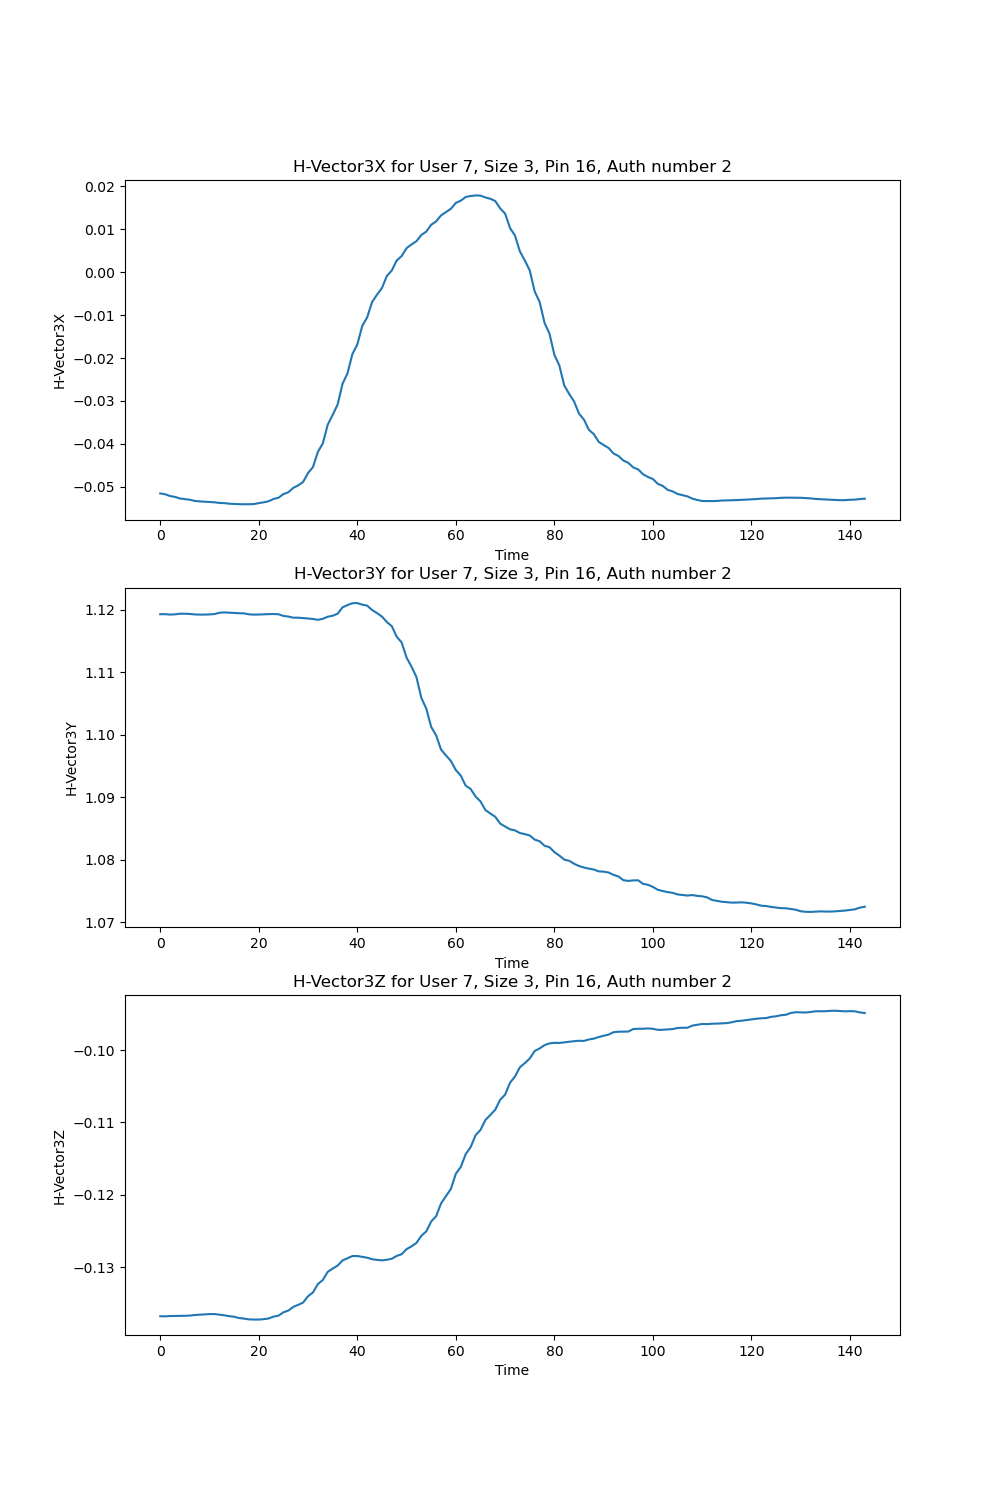 H-Vector3X for User 7, Size 3, Pin 16, Auth number 2
0.02
0.01
0.00
−0.01
−0.02
−0.03
−0.04
−0.05
H-Vector3X
0 20 40 60 80 100 120 140
Time
H-Vector3Y for User 7, Size 3, Pin 16, Auth number 2
1.12
1.11
1.10
1.09
1.08
1.07
H-Vector3Y
0 20 40 60 80 100 120 140
Time
H-Vector3Z for User 7, Size 3, Pin 16, Auth number 2
−0.10
−0.11
−0.12
−0.13
H-Vector3Z
0 20 40 60 80 100 120 140
Time